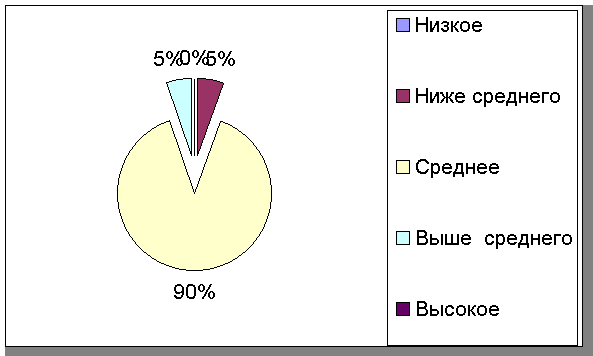 5% 0% 5%
90%
Низкое
Ниже среднего
Среднее
Выше среднего
Высокое